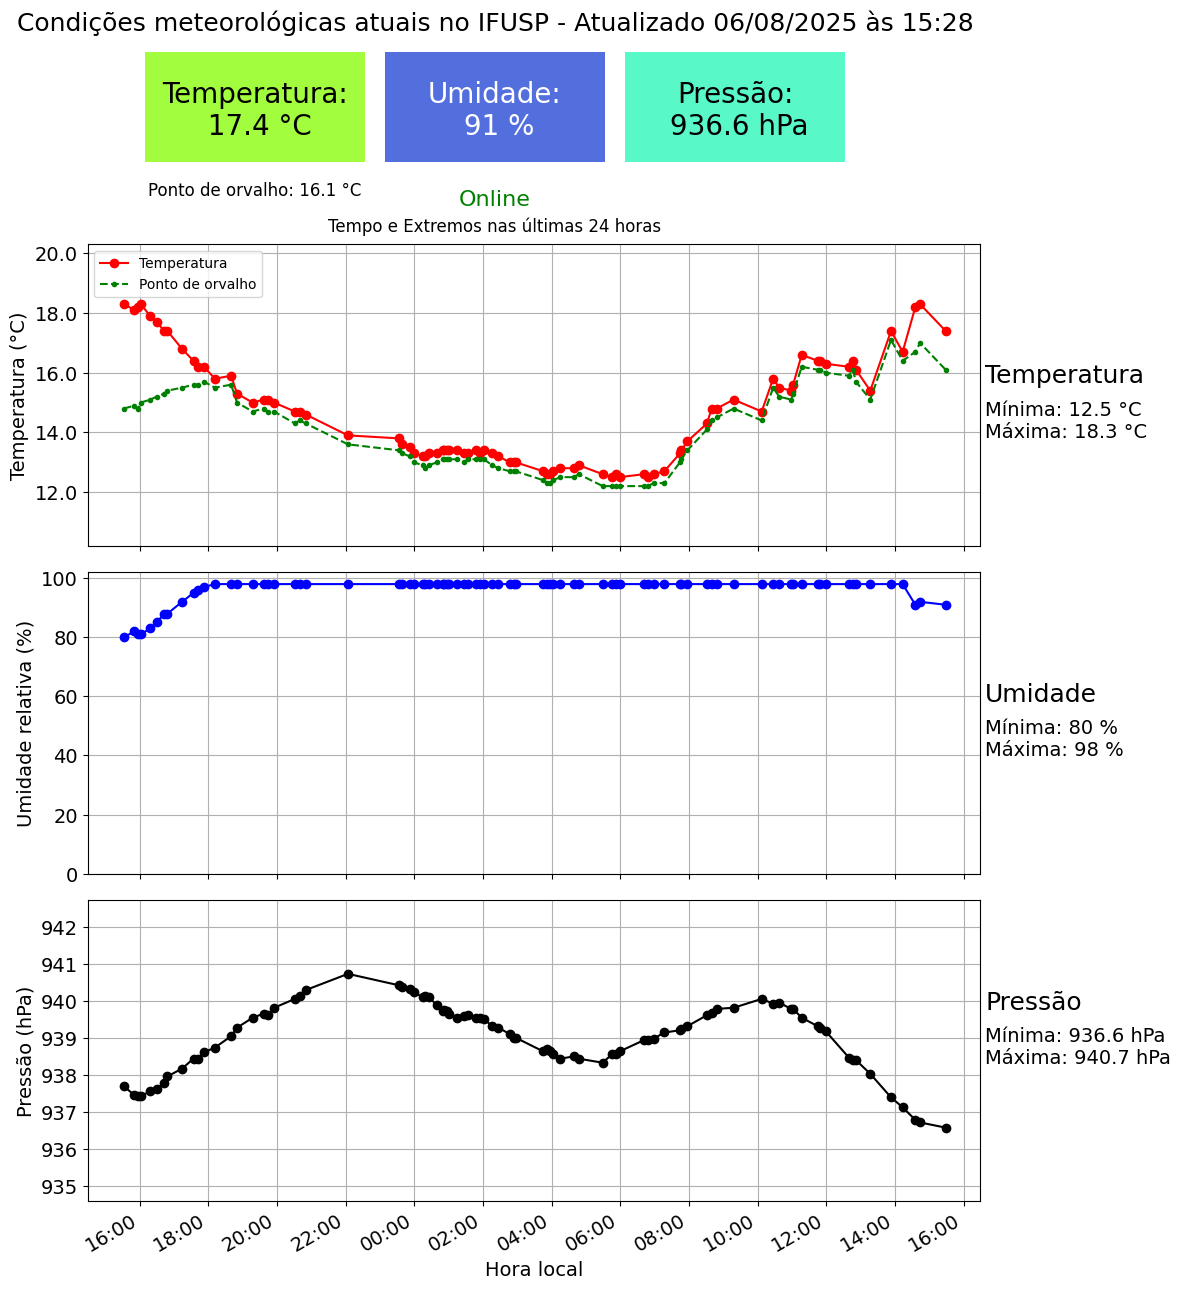 Condições meteorológicas atuais no IFUSP - Atualizado 06/08/2025 às 15:28
Temperatura:
17.4 °C
Umidade:
91 %
Pressão:
936.6 hPa
Ponto de orvalho: 16.1 °C
Online
Tempo e Extremos nas últimas 24 horas
Temperatura (°C)
20.0
18.0
16.0
14.0
12.0
Temperatura
Ponto de orvalho
Temperatura
Mínima: 12.5 °C
Máxima: 18.3 °C
Umidade relativa (%)
100
80
60
40
20
0
Umidade
Mínima: 80 %
Máxima: 98 %
Pressão (hPa)
942
941
940
939
938
937
936
935
Pressão
Mínima: 936.6 hPa
Máxima: 940.7 hPa
16:00 18:00 20:00 22:00 00:00 02:00 04:00 06:00 08:00 10:00 12:00 14:00 16:00
Hora local